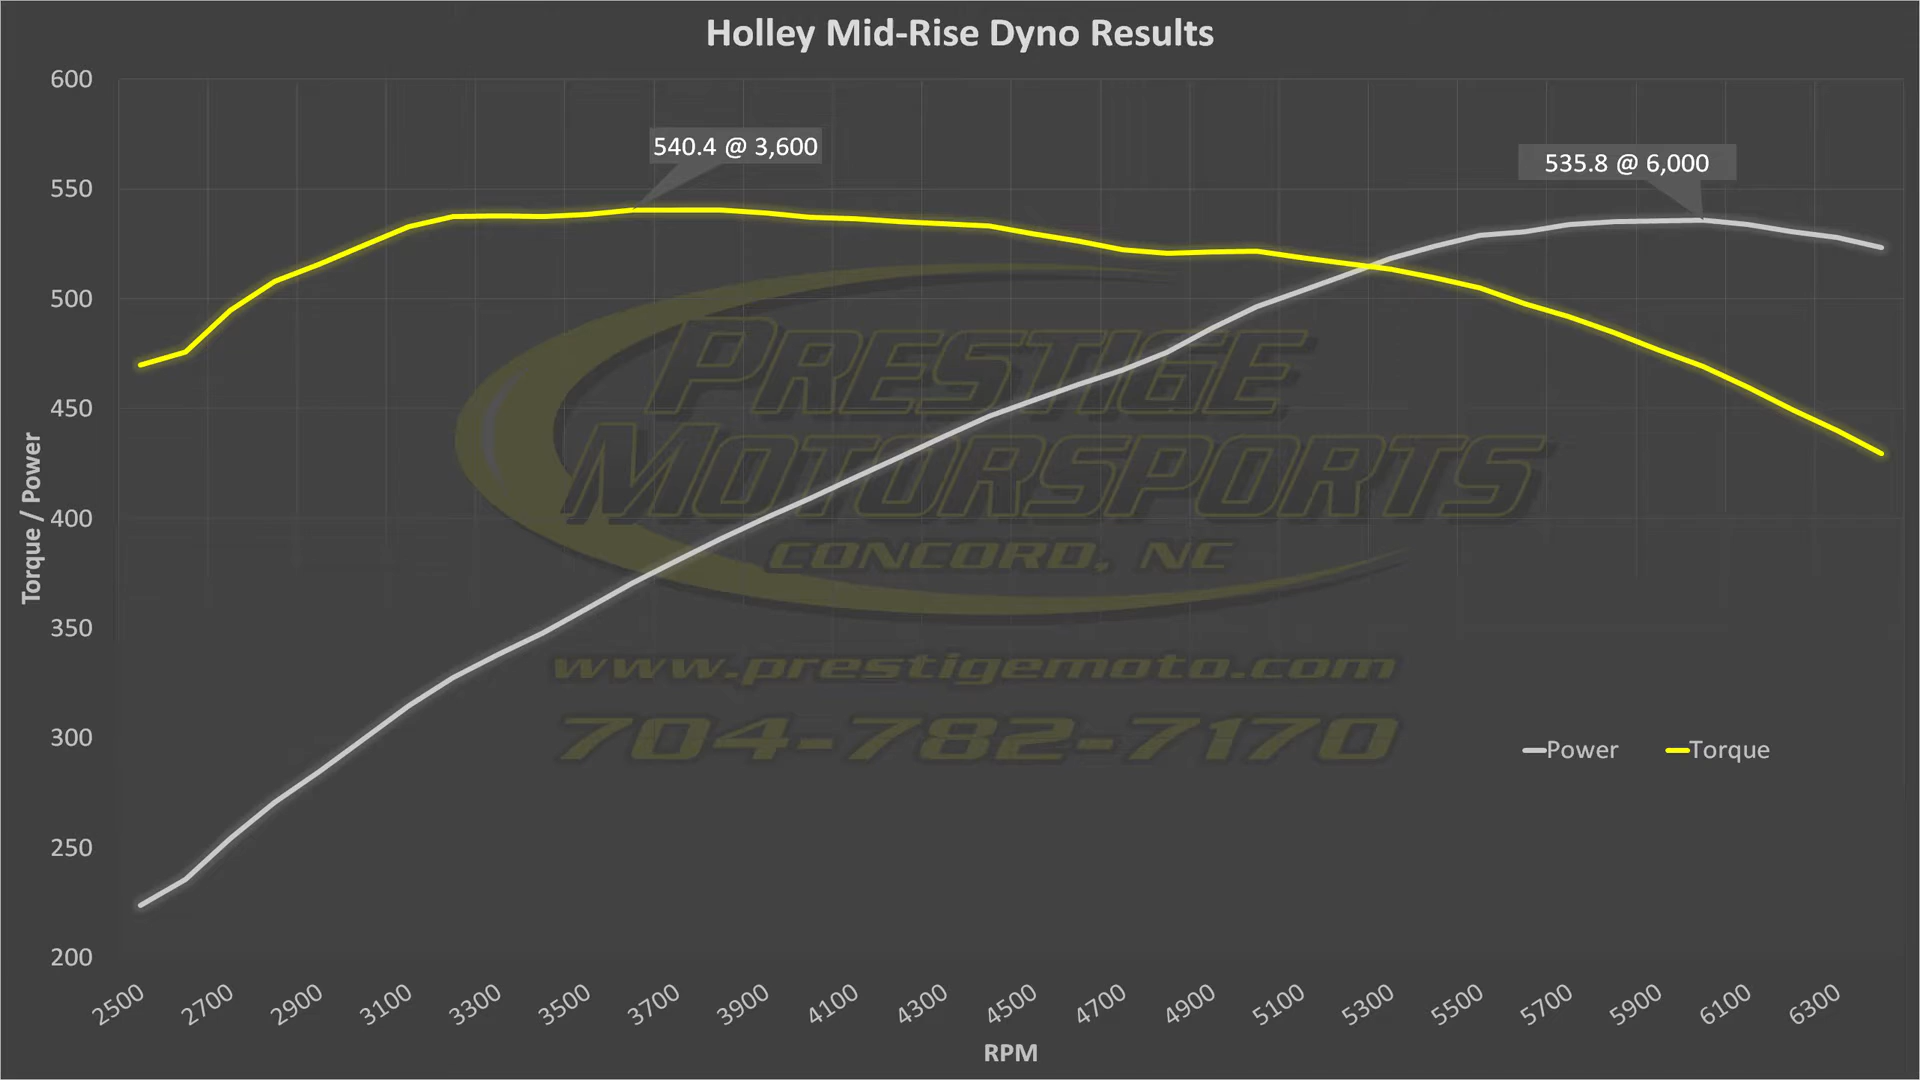 Holley Mid-Rise Dyno Results
600
550
500
450
400
350
300
250
200
Torque / Power
540.4 @ 3,600
535.8 @ 6,000
PRESTIGE
MOTORSPORTS
CONCORD, NC
www.prestigemoto.com
704-782-7170
Power Torque
2500 2700 2900 3100 3300 3500 3700 3900 4100 4300 4500 4700 4900 5100 5300 5500 5700 5900 6100 6300
RPM